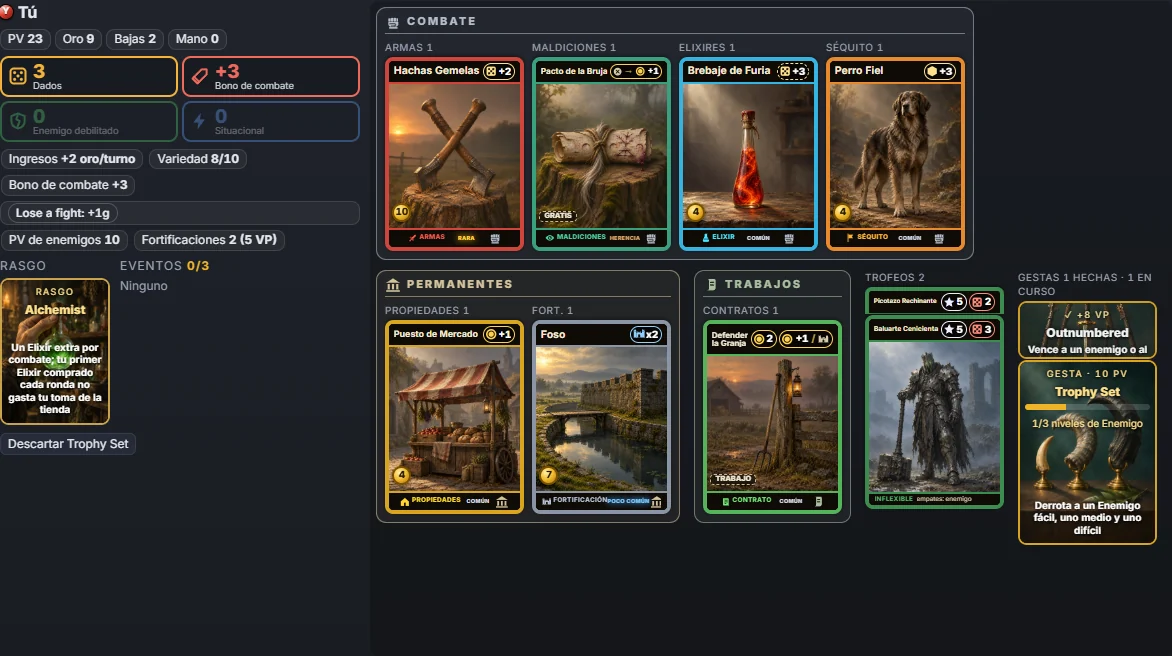 Tú
PV 23 Oro 9 Bajas 2 Mano 0
3
Dados
+3
Bono de combate
0
Enemigo debilitado
0
Situacional
Ingresos +2 oro/turno Variedad 8/10
Bono de combate +3
Lose a fight: +1g
PV de enemigos 10 Fortificaciones 2 (5 VP)
RASGO
RASGO
Alchemist
Un Elixir extra por
combate; tu primer
Elixir comprado
cada ronda no
gasta tu toma de la
tienda
EVENTOS 0/3
Ninguno
Descartar Trophy Set
COMBATE
ARMAS 1
Hachas Gemelas +2
10
ARMAS RARA
MALDICIONES 1
Pacto de la Bruja → +1
GRATIS
MALDICIONES HERENCIA
ELIXIRES 1
Brebaje de Furia +3
4
ELIXIR COMÚN
SÉQUITO 1
Perro Fiel +3
4
SÉQUITO COMÚN
PERMANENTES
PROPIEDADES 1
Puesto de Mercado +1
4
PROPIEDADES COMÚN
FORT. 1
Foso x2
7
FORTIFICACIÓN POCO COMÚN
TRABAJOS
CONTRATOS 1
Defender
la Granja 2 +1 /
TRABAJO
CONTRATO COMÚN
TROFEOS 2
Picotazo Rechinante 5 2
Baluarte Cenicienta 5 3
INFLEXIBLE empates: enemigo
GESTAS 1 HECHAS · 1 EN
CURSO
✓ +8 VP
Outnumbered
Vence a un enemigo o al
GESTA · 10 PV
Trophy Set
1/3 niveles de Enemigo
Derrota a un Enemigo
fácil, uno medio y uno
difícil